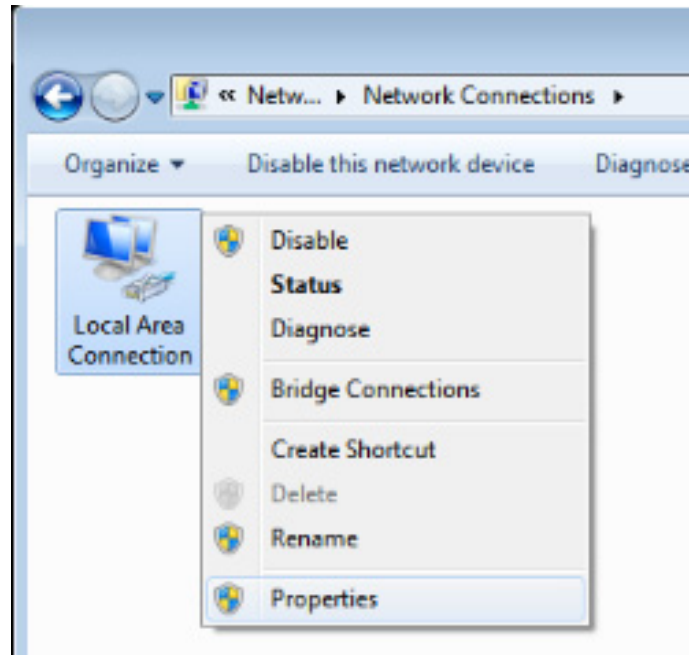 « Netw... ▸ Network Connections ▸
Organize ▾ Disable this network device Diagnose
Local Area
Connection
Disable
Status
Diagnose
Bridge Connections
Create Shortcut
Delete
Rename
Properties